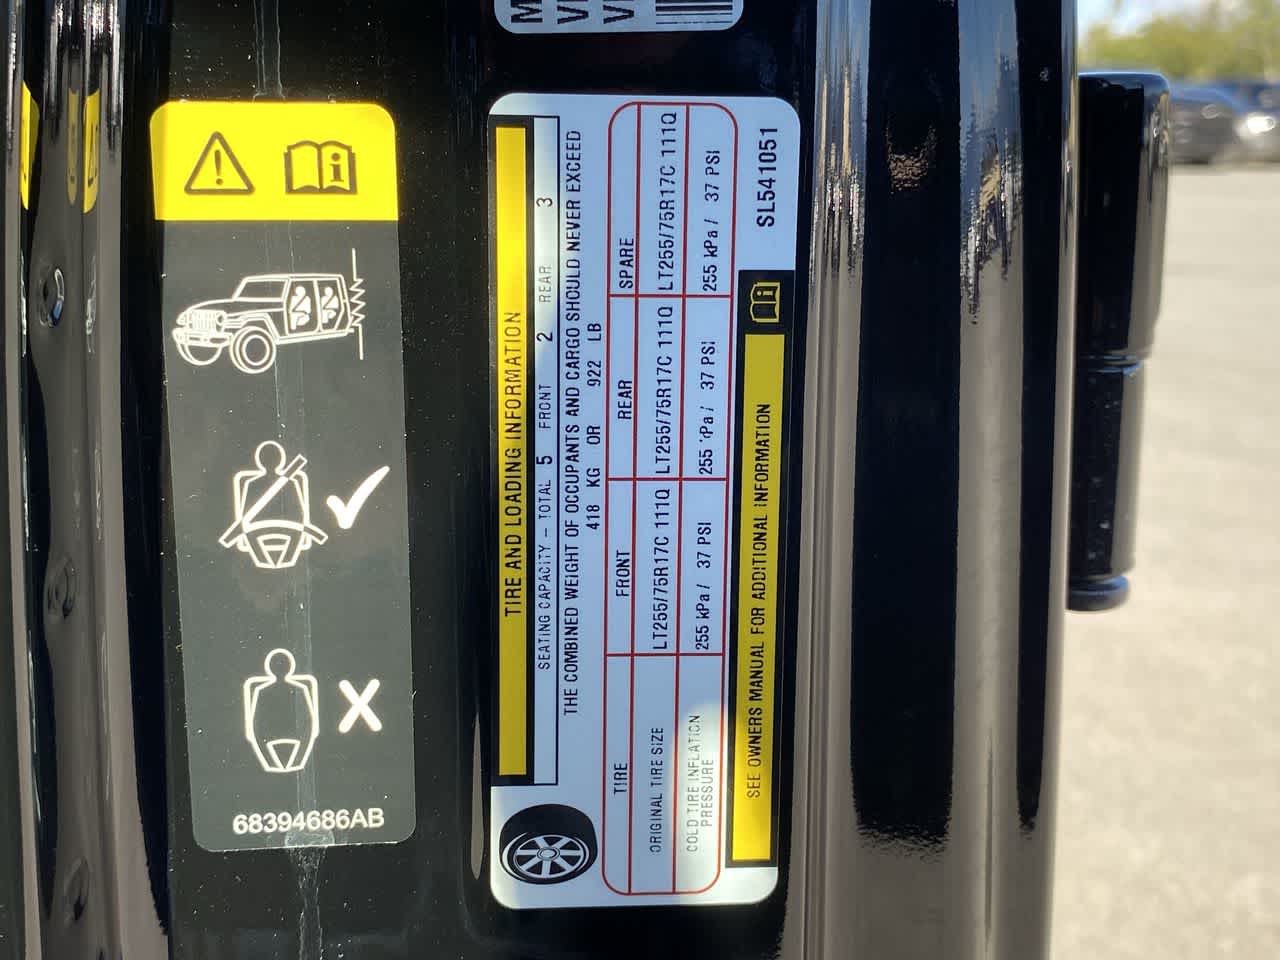 68394686AB
TIRE AND LOADING INFORMATION
SEATING CAPACITY – TOTAL 5 FRONT 2 REAR 3
THE COMBINED WEIGHT OF OCCUPANTS AND CARGO SHOULD NEVER EXCEED
418 KG OR 922 LB
TIRE FRONT REAR SPARE
ORIGINAL TIRE SIZE LT255/75R17C 111Q LT255/75R17C 111Q LT255/75R17C 111Q
COLD TIRE INFLATION
PRESSURE 255 kPa / 37 PSI 255 kPa / 37 PSI 255 kPa / 37 PSI
SEE OWNERS MANUAL FOR ADDITIONAL INFORMATION
SL541051